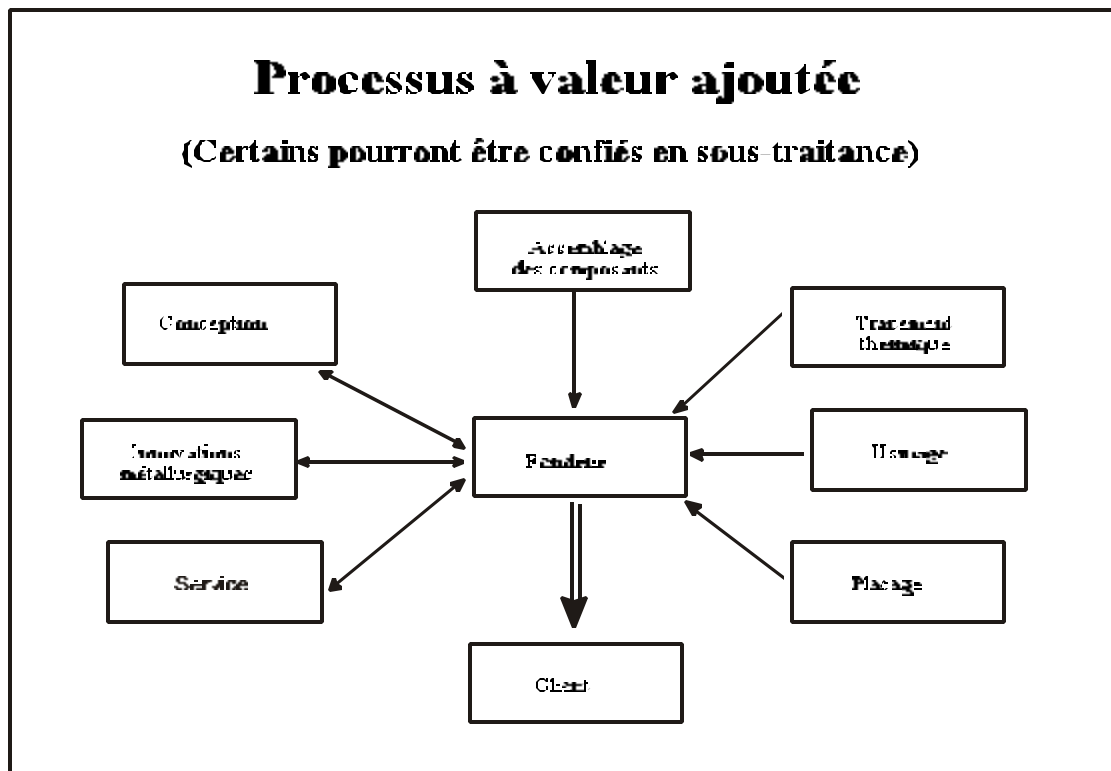 Processus à valeur ajoutée
(Certains pourront être confiés en sous-traitance)
Assemblage
des composants
Conception
Traitement
thermique
Innovations
métallurgiques
Fonderie
Usinage
Service
Placage
Client